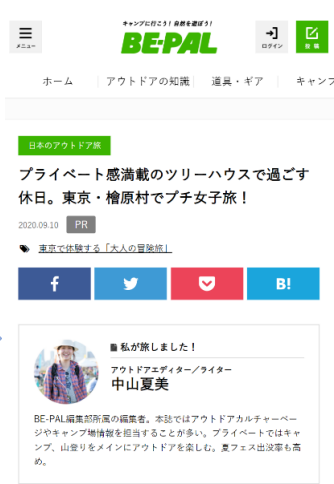 キャンプに行こう！自然を遊ぼう！
BE-PAL
メニュー
ログイン
投稿
ホーム
アウトドアの知識
道具・ギア
キャンプ
日本のアウトドア旅
プライベート感満載のツリーハウスで過ごす
休日。東京・檜原村でプチ女子旅！
2020.09.10 PR
東京で体験する「大人の冒険旅」
B!
私が旅しました！
アウトドアエディター／ライター
中山夏美
BE-PAL編集部所属の編集者。本誌ではアウトドアカルチャーペー
ジやキャンプ場情報を担当することが多い。プライベートではキャ
ンプ、山登りをメインにアウトドアを楽しむ。夏フェス出没率も高
め。